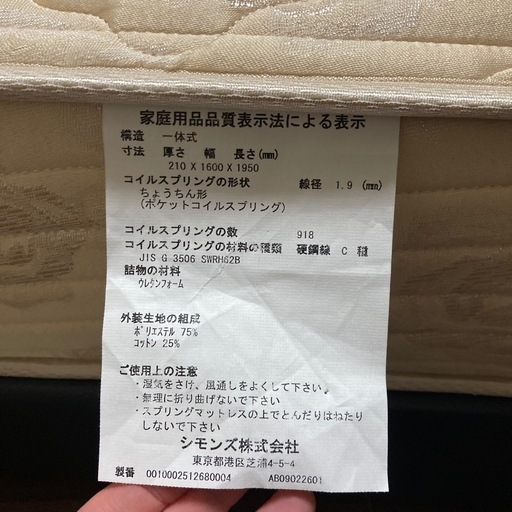 家庭用品品質表示法による表示
構造 一体式
寸法 厚さ 幅 長さ(mm)
210 X 1600 X 1950
コイルスプリングの形状 線径 1.9 (mm)
ちょうちん形
(ポケットコイルスプリング)
コイルスプリングの数 918
コイルスプリングの材料の種類 硬鋼線 C 種
JIS G 3506 SWRH62B
詰物の材料
ウレタンフォーム
外装生地の組成
ポリエステル 75%
コットン 25%
ご使用上の注意
・湿気をさけ、風通しをよくして下さい。
・無理に折り曲げないで下さい
・スプリングマットレスの上でとんだりはねたり
しないで下さい
シモンズ株式会社
東京都港区芝浦4-5-4
製番 0010002512680004 AB09022601